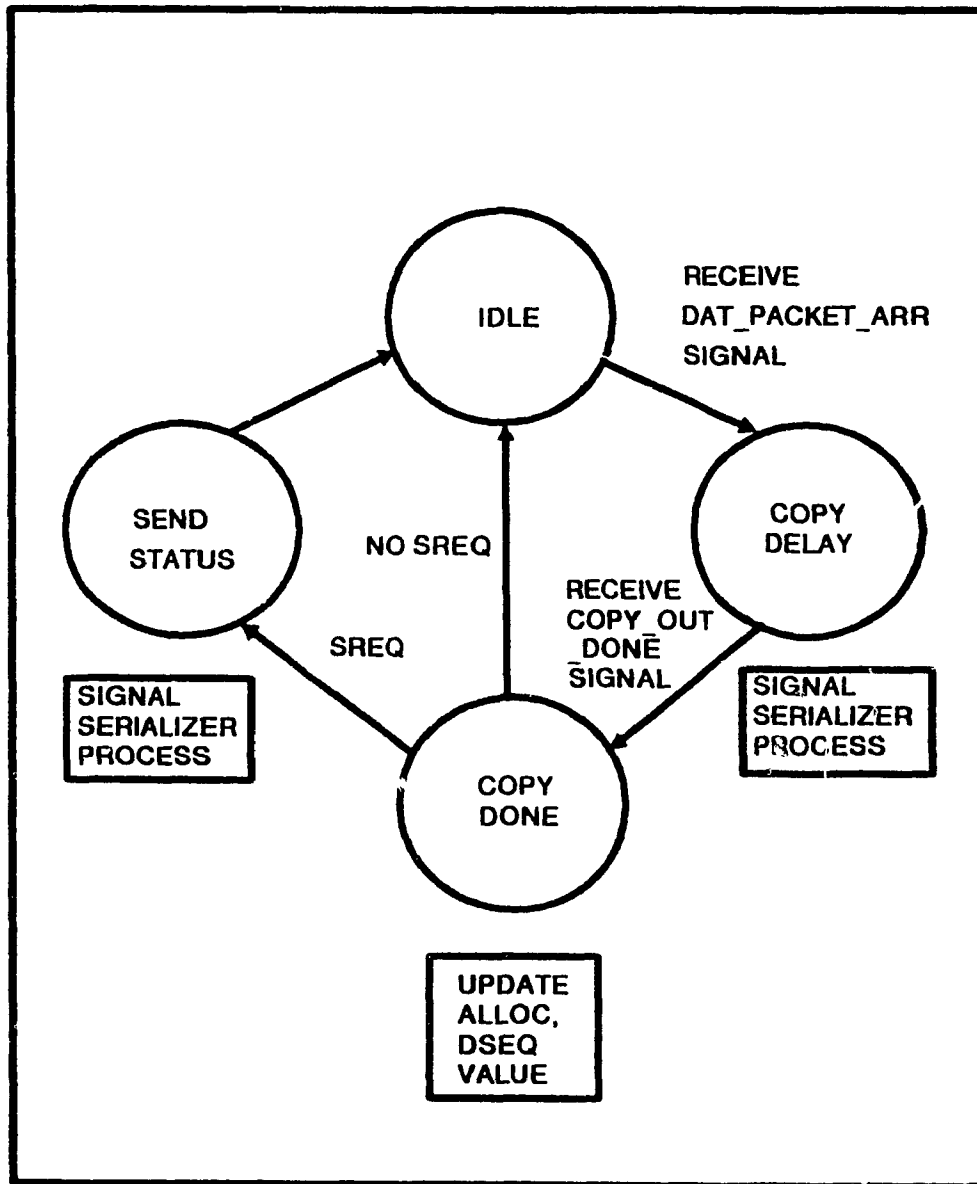 IDLE
RECEIVE
DAT_PACKET_ARR
SIGNAL
SEND
STATUS
COPY
DELAY
NO SREQ
RECEIVE
COPY_OUT
_DONE
_SIGNAL
SREQ
SIGNAL
SERIALIZER
PROCESS
SIGNAL
SERIALIZER
PROCESS
COPY
DONE
UPDATE
ALLOC,
DSEQ
VALUE